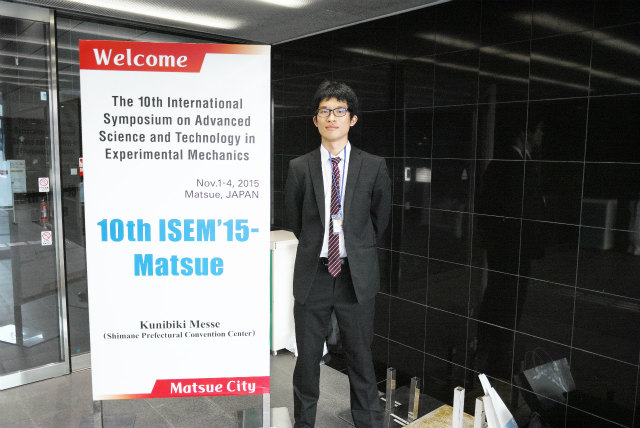 Welcome
The 10th International
Symposium on Advanced
Science and Technology in
Experimental Mechanics
Nov.1-4, 2015
Matsue, JAPAN
10th ISEM'15-
Matsue
Kunibiki Messe
(Shimane Prefectural Convention Center)
Matsue City